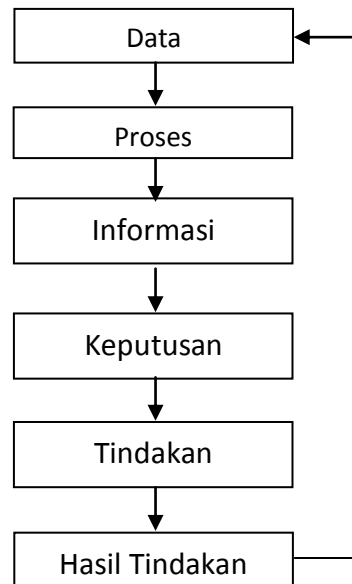 Data
Proses
Informasi
Keputusan
Tindakan
Hasil Tindakan